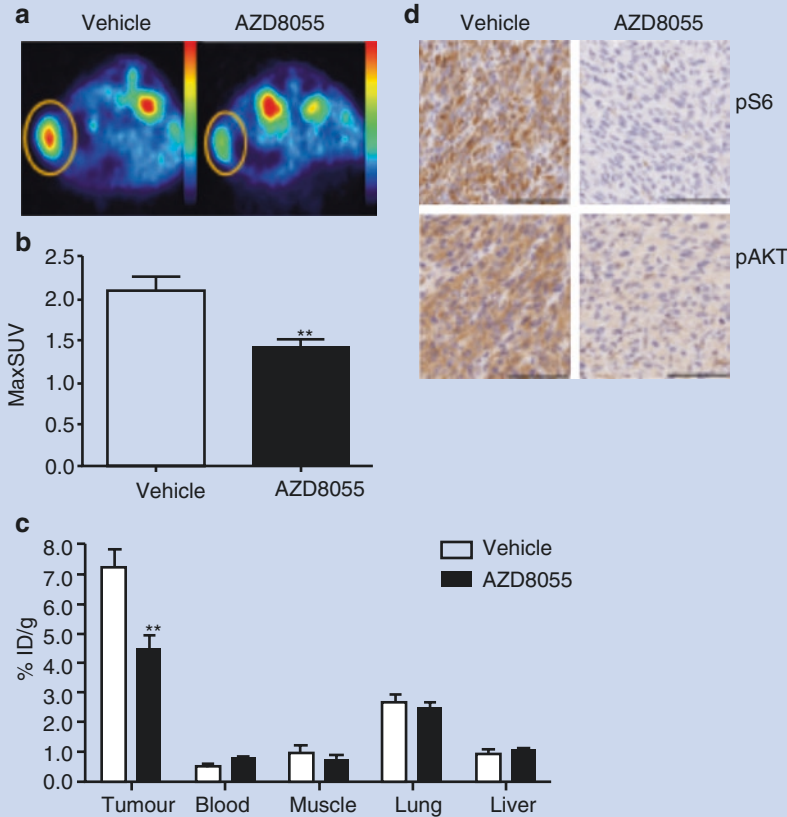 a
Vehicle AZD8055
b
2.5
2.0
1.5
1.0
0.5
0.0
MaxSUV
**
Vehicle AZD8055
c
8.0
7.0
6.0
5.0
4.0
3.0
2.0
1.0
0.0
% ID/g
**
Vehicle
AZD8055
Tumour Blood Muscle Lung Liver
d
Vehicle AZD8055
pS6
pAKT